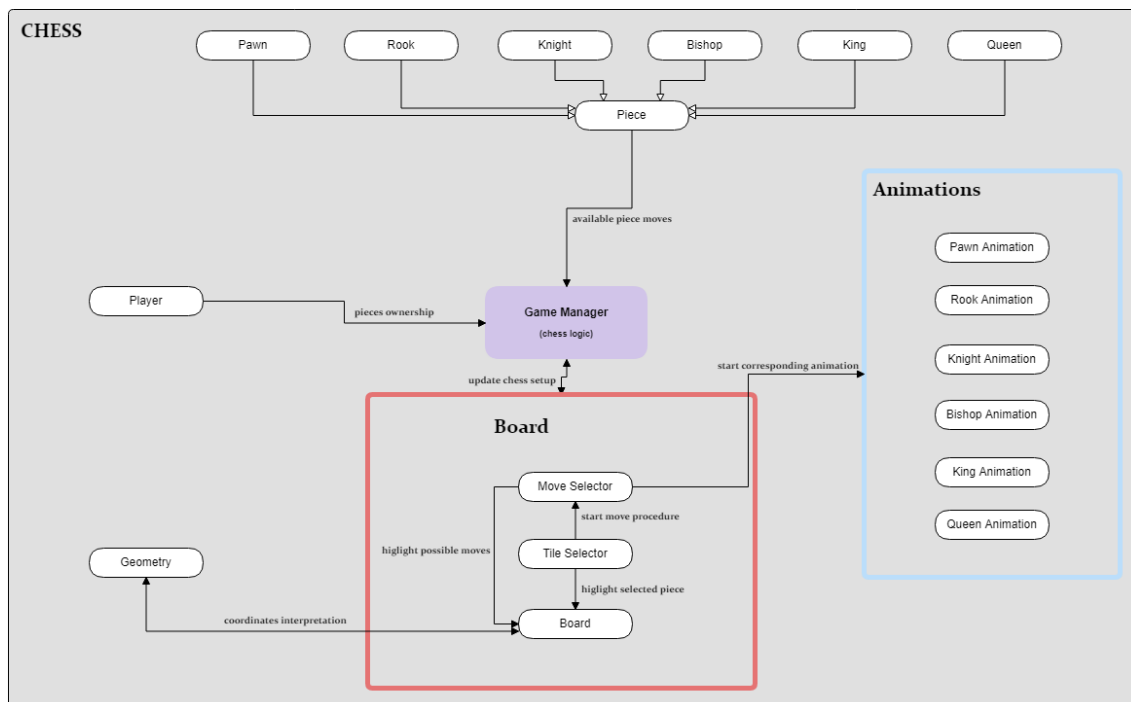 CHESS
Pawn
Rook
Knight
Bishop
King
Queen
Piece
available piece moves
Animations
Pawn Animation
Rook Animation
Knight Animation
Bishop Animation
King Animation
Queen Animation
Player
pieces ownership
Game Manager
(chess logic)
update chess setup
start corresponding animation
Board
Move Selector
start move procedure
higlight possible moves
Tile Selector
higlight selected piece
Board
Geometry
coordinates interpretation